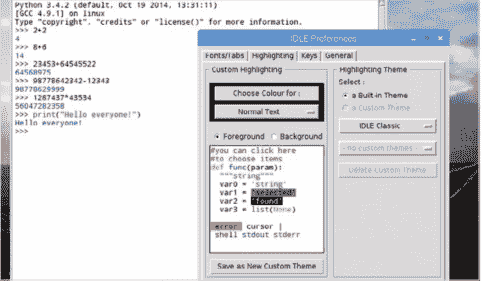 Python 3.4.2 (default, Oct 19 2014, 13:31:11)
[GCC 4.9.1] on linux
Type "copyright", "credits" or "license()" for more information.
>>> 2+2
4
>>> 8+6
14
>>> 23453+64545522
64568975
>>> 98778642342-12343
98778629999
>>> 1287437*43534
56047282358
>>> print("Hello everyone!")
Hello everyone!
>>>
IDLE Preferences
Fonts/Tabs Highlighting Keys General
Custom Highlighting
Choose Colour for :
Normal Text
Foreground Background
#you can click here
#to choose items
def func(param):
"""string"""
var0 = 'string'
var1 = 'selected'
var2 = 'found'
var3 = list(None)
error cursor |
shell stdout stderr
Save as New Custom Theme
Highlighting Theme
Select :
a Built-in Theme
a Custom Theme
IDLE Classic
- no custom themes -
Delete Custom Theme